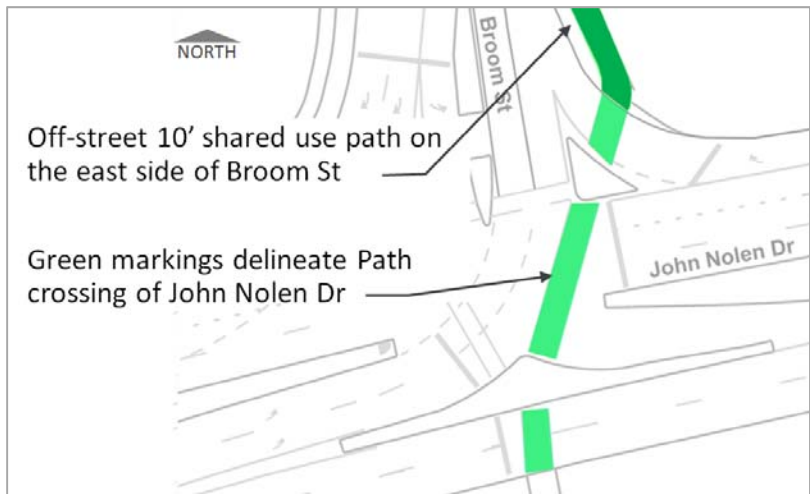 NORTH
Broom St
Off-street 10' shared use path on
the east side of Broom St
Green markings delineate Path
crossing of John Nolen Dr
John Nolen Dr